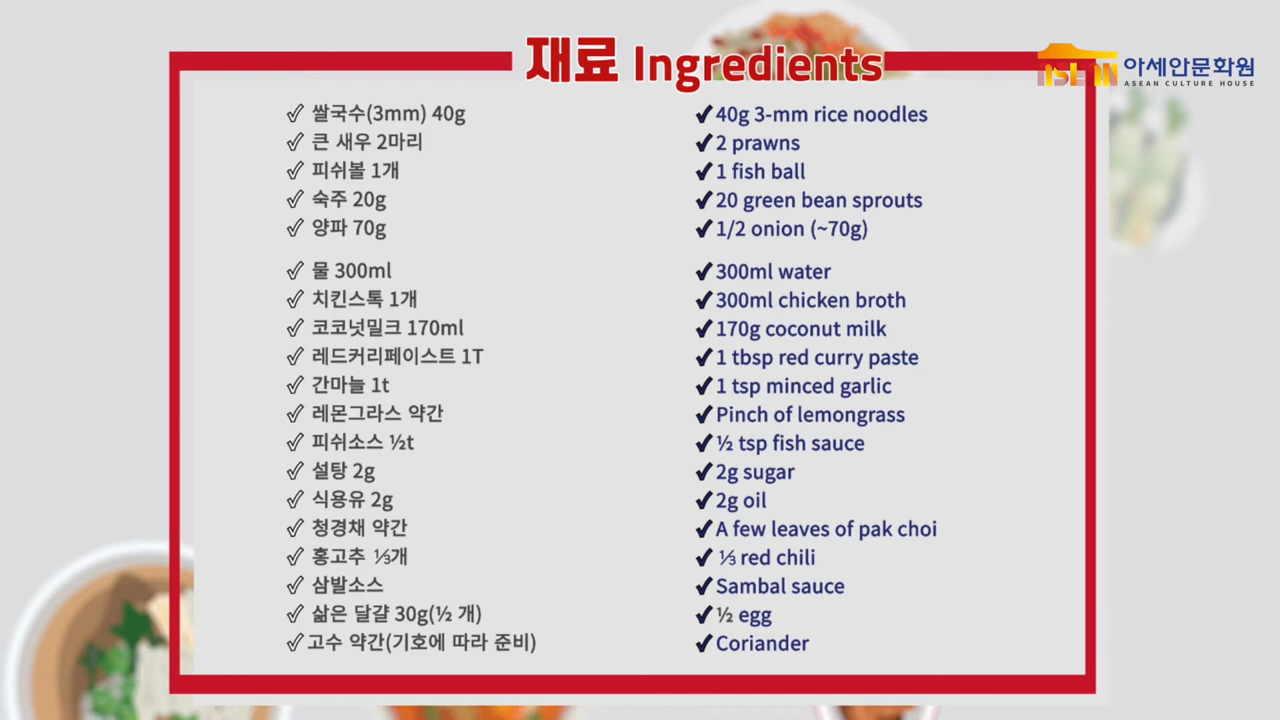 재료 Ingredients
아세안문화원
ASEAN CULTURE HOUSE
✓ 쌀국수(3mm) 40g
✓ 큰 새우 2마리
✓ 피쉬볼 1개
✓ 숙주 20g
✓ 양파 70g
✓ 물 300ml
✓ 치킨스톡 1개
✓ 코코넛밀크 170ml
✓ 레드커리페이스트 1T
✓ 간마늘 1t
✓ 레몬그라스 약간
✓ 피쉬소스 ½t
✓ 설탕 2g
✓ 식용유 2g
✓ 청경채 약간
✓ 홍고추 ⅓개
✓ 삼발소스
✓ 삶은 달걀 30g(½ 개)
✓ 고수 약간(기호에 따라 준비)
✓ 40g 3-mm rice noodles
✓ 2 prawns
✓ 1 fish ball
✓ 20 green bean sprouts
✓ 1/2 onion (~70g)
✓ 300ml water
✓ 300ml chicken broth
✓ 170g coconut milk
✓ 1 tbsp red curry paste
✓ 1 tsp minced garlic
✓ Pinch of lemongrass
✓ ½ tsp fish sauce
✓ 2g sugar
✓ 2g oil
✓ A few leaves of pak choi
✓ ⅓ red chili
✓ Sambal sauce
✓ ½ egg
✓ Coriander